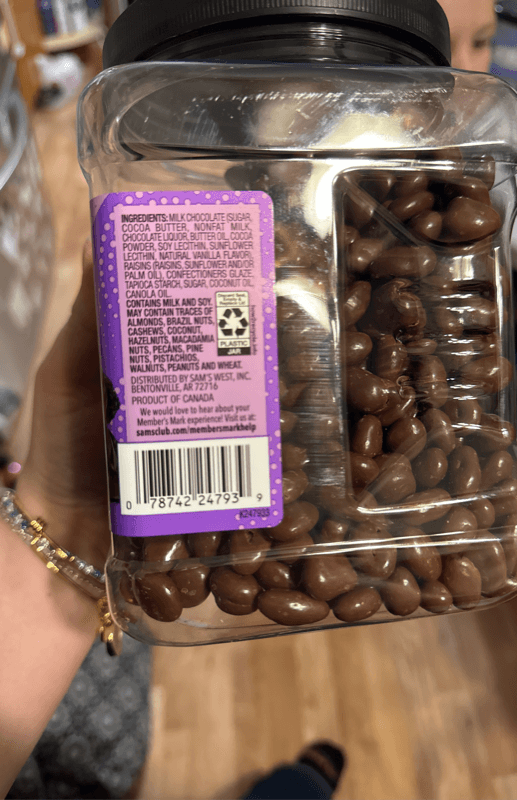 INGREDIENTS: MILK CHOCOLATE (SUGAR,
COCOA BUTTER, NONFAT MILK,
CHOCOLATE LIQUOR, BUTTER OIL, COCOA
POWDER, SOY LECITHIN, SUNFLOWER
LECITHIN, NATURAL VANILLA FLAVOR),
RAISINS (RAISINS, SUNFLOWER AND/OR
PALM OIL), CONFECTIONERS GLAZE,
TAPIOCA STARCH, SUGAR, COCONUT OIL,
CANOLA OIL.
CONTAINS MILK AND SOY.
MAY CONTAIN TRACES OF
ALMONDS, BRAZIL NUTS,
CASHEWS, COCONUT,
HAZELNUTS, MACADAMIA
NUTS, PECANS, PINE
NUTS, PISTACHIOS,
WALNUTS, PEANUTS AND WHEAT.
PLASTIC
JAR
DISTRIBUTED BY SAM'S WEST, INC.
BENTONVILLE, AR 72716
PRODUCT OF CANADA
We would love to hear about your
Member's Mark experience! Visit us at:
samsclub.com/membersmarkhelp
0 78742 24793 9